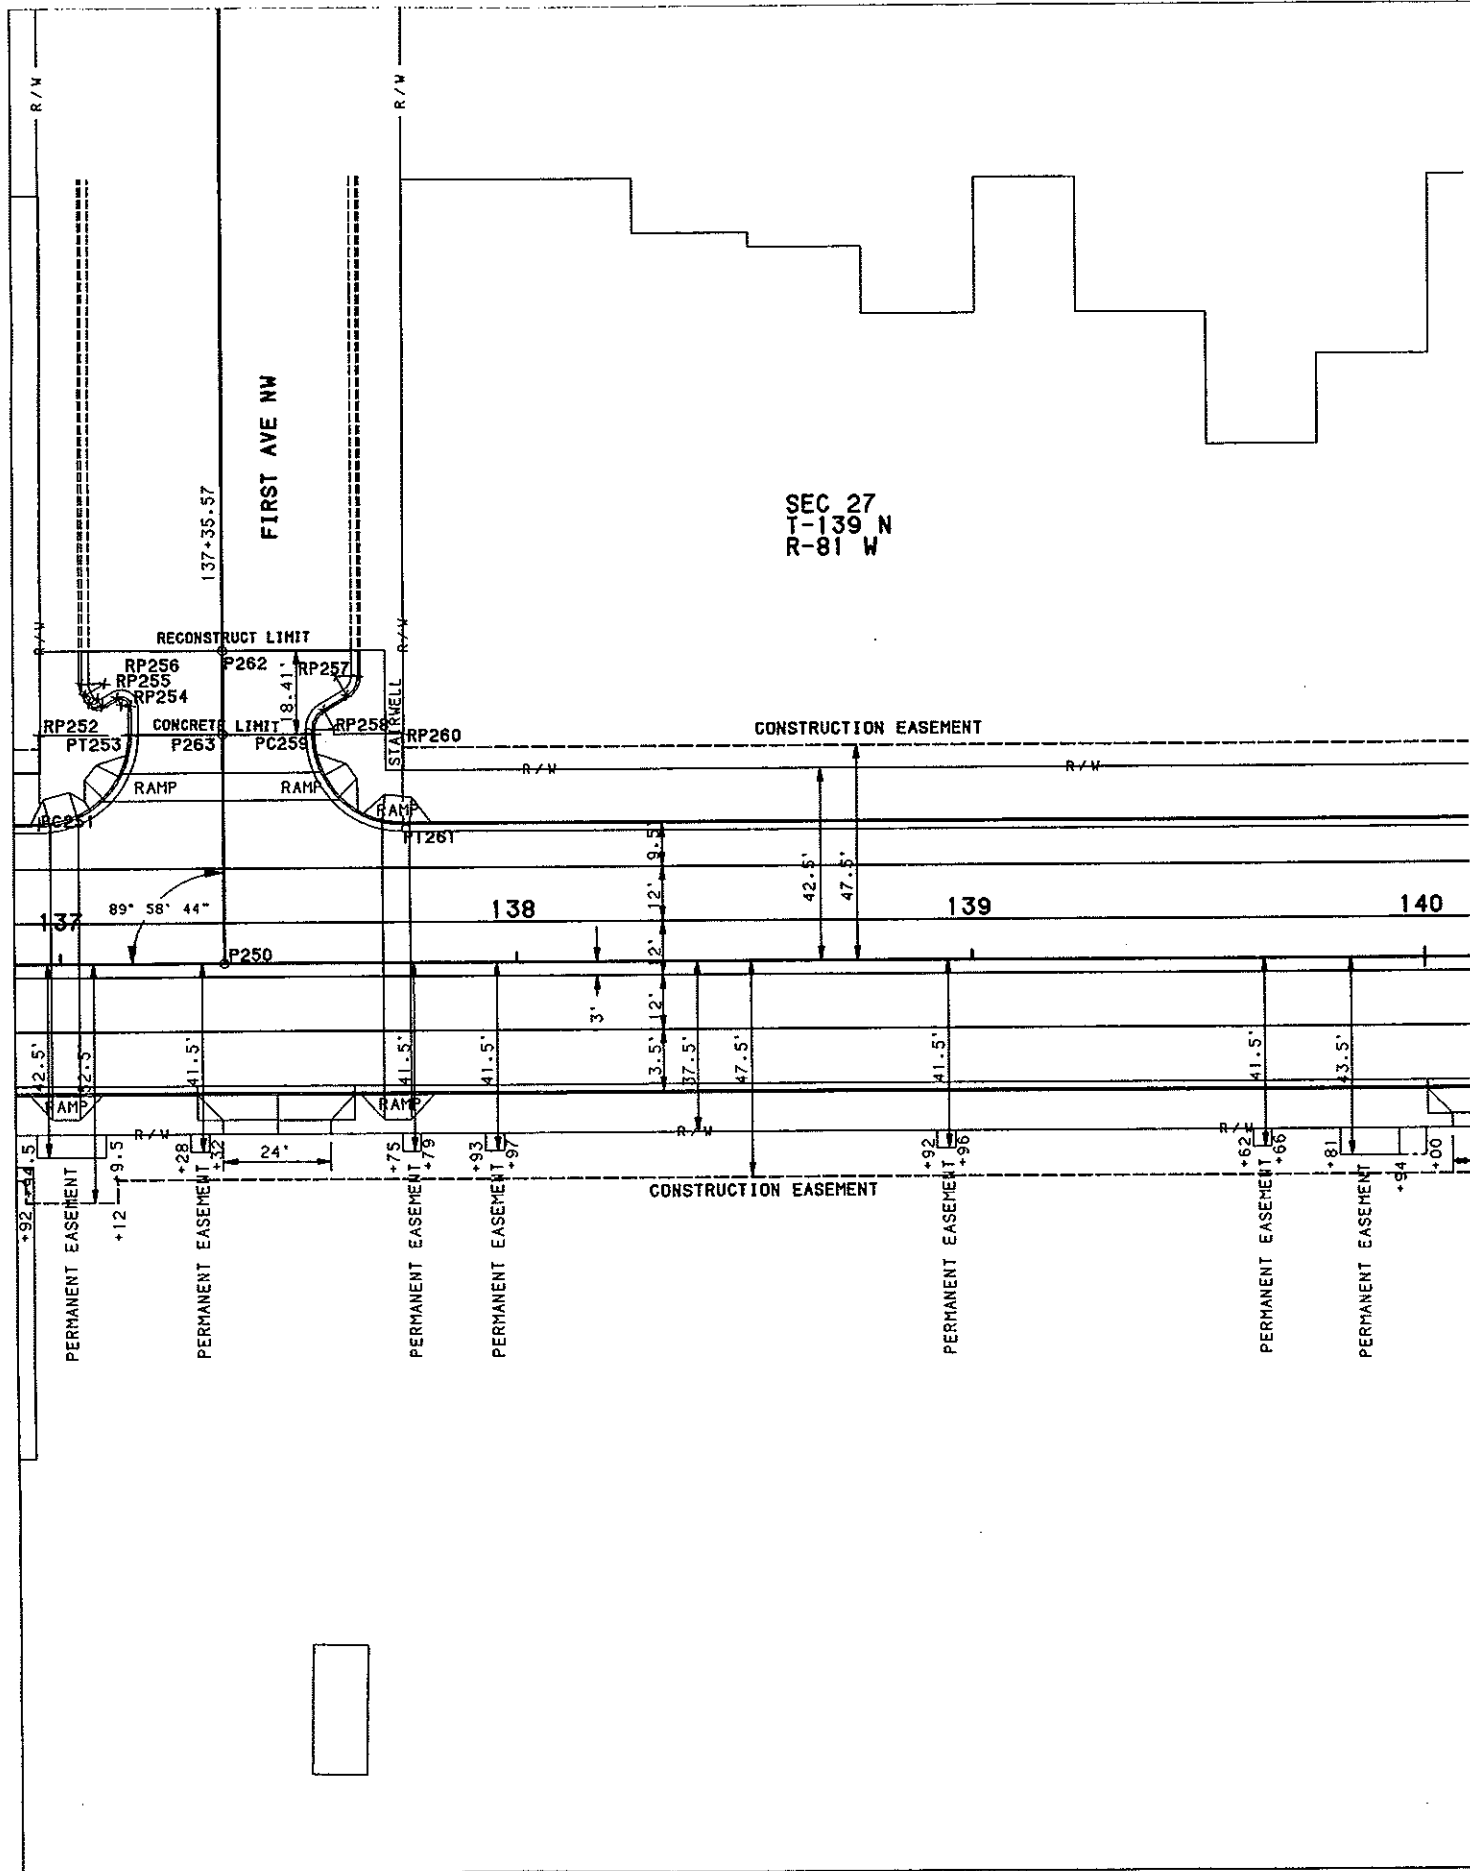 R/W
R/W
FIRST AVE NW
137+35.57
SEC 27
T-139 N
R-81 W
R/W
R/W
RECONSTRUCT LIMIT
P262
RP256
RP255
RP254
RP257
18.41'
RP252
CONCRETE LIMIT
RP258
RP260
PT253
P263
PC259
STAIRWELL
CONSTRUCTION EASEMENT
R/W
R/W
RAMP
RAMP
RAMP
PC251
PT261
9.5'
42.5'
47.5'
12'
89° 58' 44"
137
138
139
140
P250
12'
3'
12'
42.5'
41.5'
41.5'
41.5'
3.5'
37.5'
47.5'
41.5'
41.5'
43.5'
RAMP
RAMP
R/W
R/W
R/W
24'
+9.5
+28
+32
+75
+79
+93
+97
+92
+96
+62
+66
+81
+94
+00
+92
+94.5
+12
CONSTRUCTION EASEMENT
PERMANENT EASEMENT
PERMANENT EASEMENT
PERMANENT EASEMENT
PERMANENT EASEMENT
PERMANENT EASEMENT
PERMANENT EASEMENT
PERMANENT EASEMENT